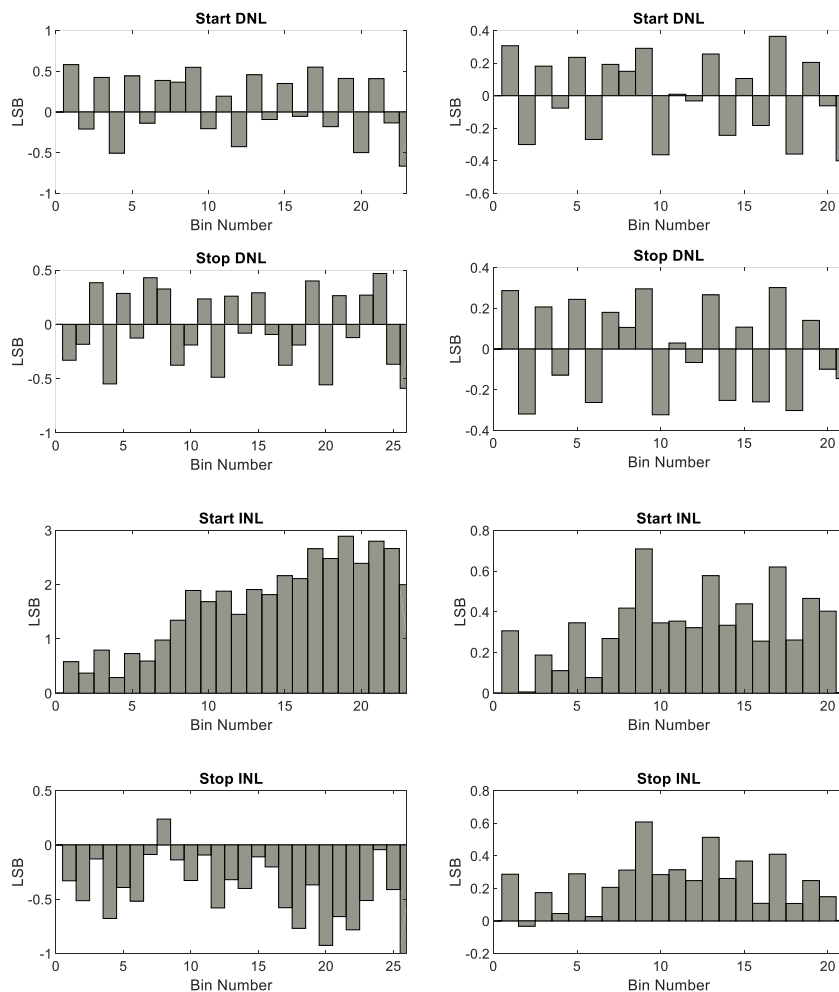 Start DNL
1
0.5
0
-0.5
-1
LSB
0 5 10 15 20
Bin Number
Start DNL
0.4
0.2
0
-0.2
-0.4
-0.6
LSB
0 5 10 15 20
Bin Number
Stop DNL
0.5
0
-0.5
-1
LSB
0 5 10 15 20 25
Bin Number
Stop DNL
0.4
0.2
0
-0.2
-0.4
LSB
0 5 10 15 20
Bin Number
Start INL
3
2
1
0
LSB
0 5 10 15 20
Bin Number
Start INL
0.8
0.6
0.4
0.2
0
LSB
0 5 10 15 20
Bin Number
Stop INL
0.5
0
-0.5
-1
LSB
0 5 10 15 20 25
Bin Number
Stop INL
0.8
0.6
0.4
0.2
0
-0.2
LSB
0 5 10 15 20
Bin Number